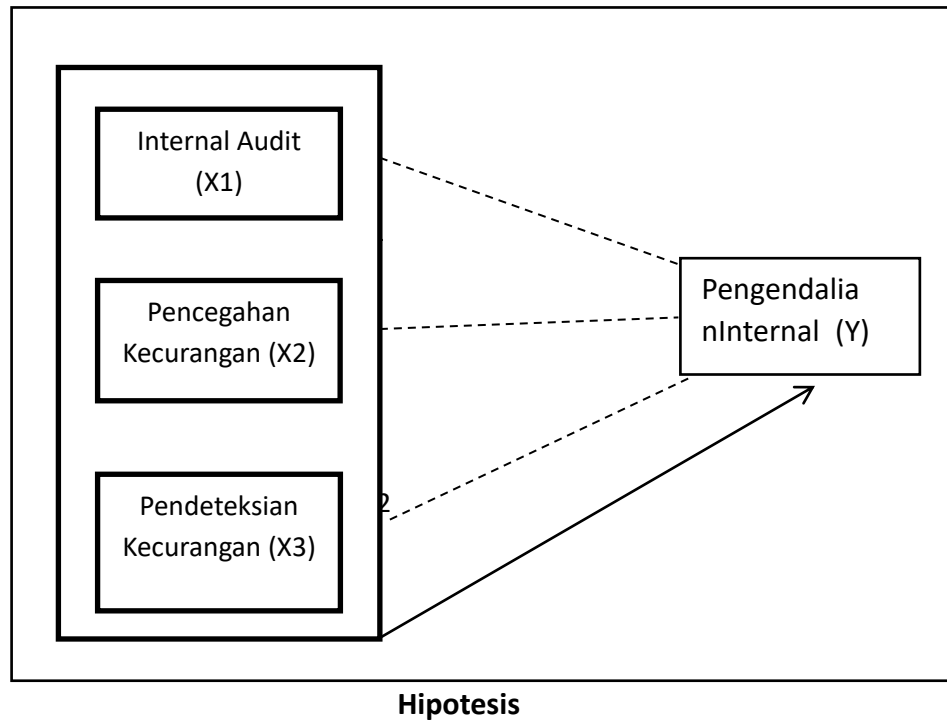 Internal Audit
(X1)
Pencegahan
Kecurangan (X2)
Pengendalia
nInternal (Y)
Pendeteksian
Kecurangan (X3)
2
Hipotesis